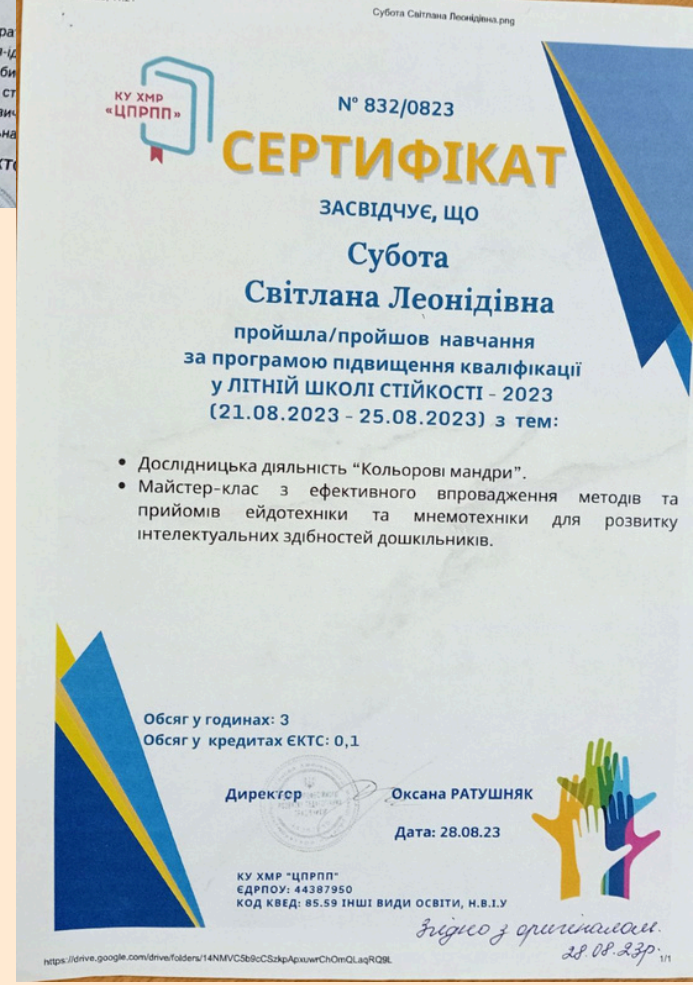 Субота Світлана Леонідівна.png
КУ ХМР
«ЦПРПП»
N° 832/0823
СЕРТИФІКАТ
ЗАСВІДЧУЄ, ЩО
Субота
Світлана Леонідівна
пройшла/пройшов навчання
за програмою підвищення кваліфікації
у ЛІТНІЙ ШКОЛІ СТІЙКОСТІ - 2023
(21.08.2023 - 25.08.2023) з тем:
• Дослідницька діяльність “Кольорові мандри”.
• Майстер-клас з ефективного впровадження методів та
прийомів ейдотехніки та мнемотехніки для розвитку
інтелектуальних здібностей дошкільників.
Обсяг у годинах: 3
Обсяг у кредитах ЄКТС: 0,1
Директор Оксана РАТУШНЯК
Дата: 28.08.23
КУ ХМР "ЦПРПП"
ЄДРПОУ: 44387950
КОД КВЕД: 85.59 ІНШІ ВИДИ ОСВІТИ, Н.В.І.У
Згідно з оригіналом.
28.08.23р.
https://drive.google.com/drive/folders/14NMVC5b9cCSzkpApxuwrChOmQLaqRQ9L
1/1